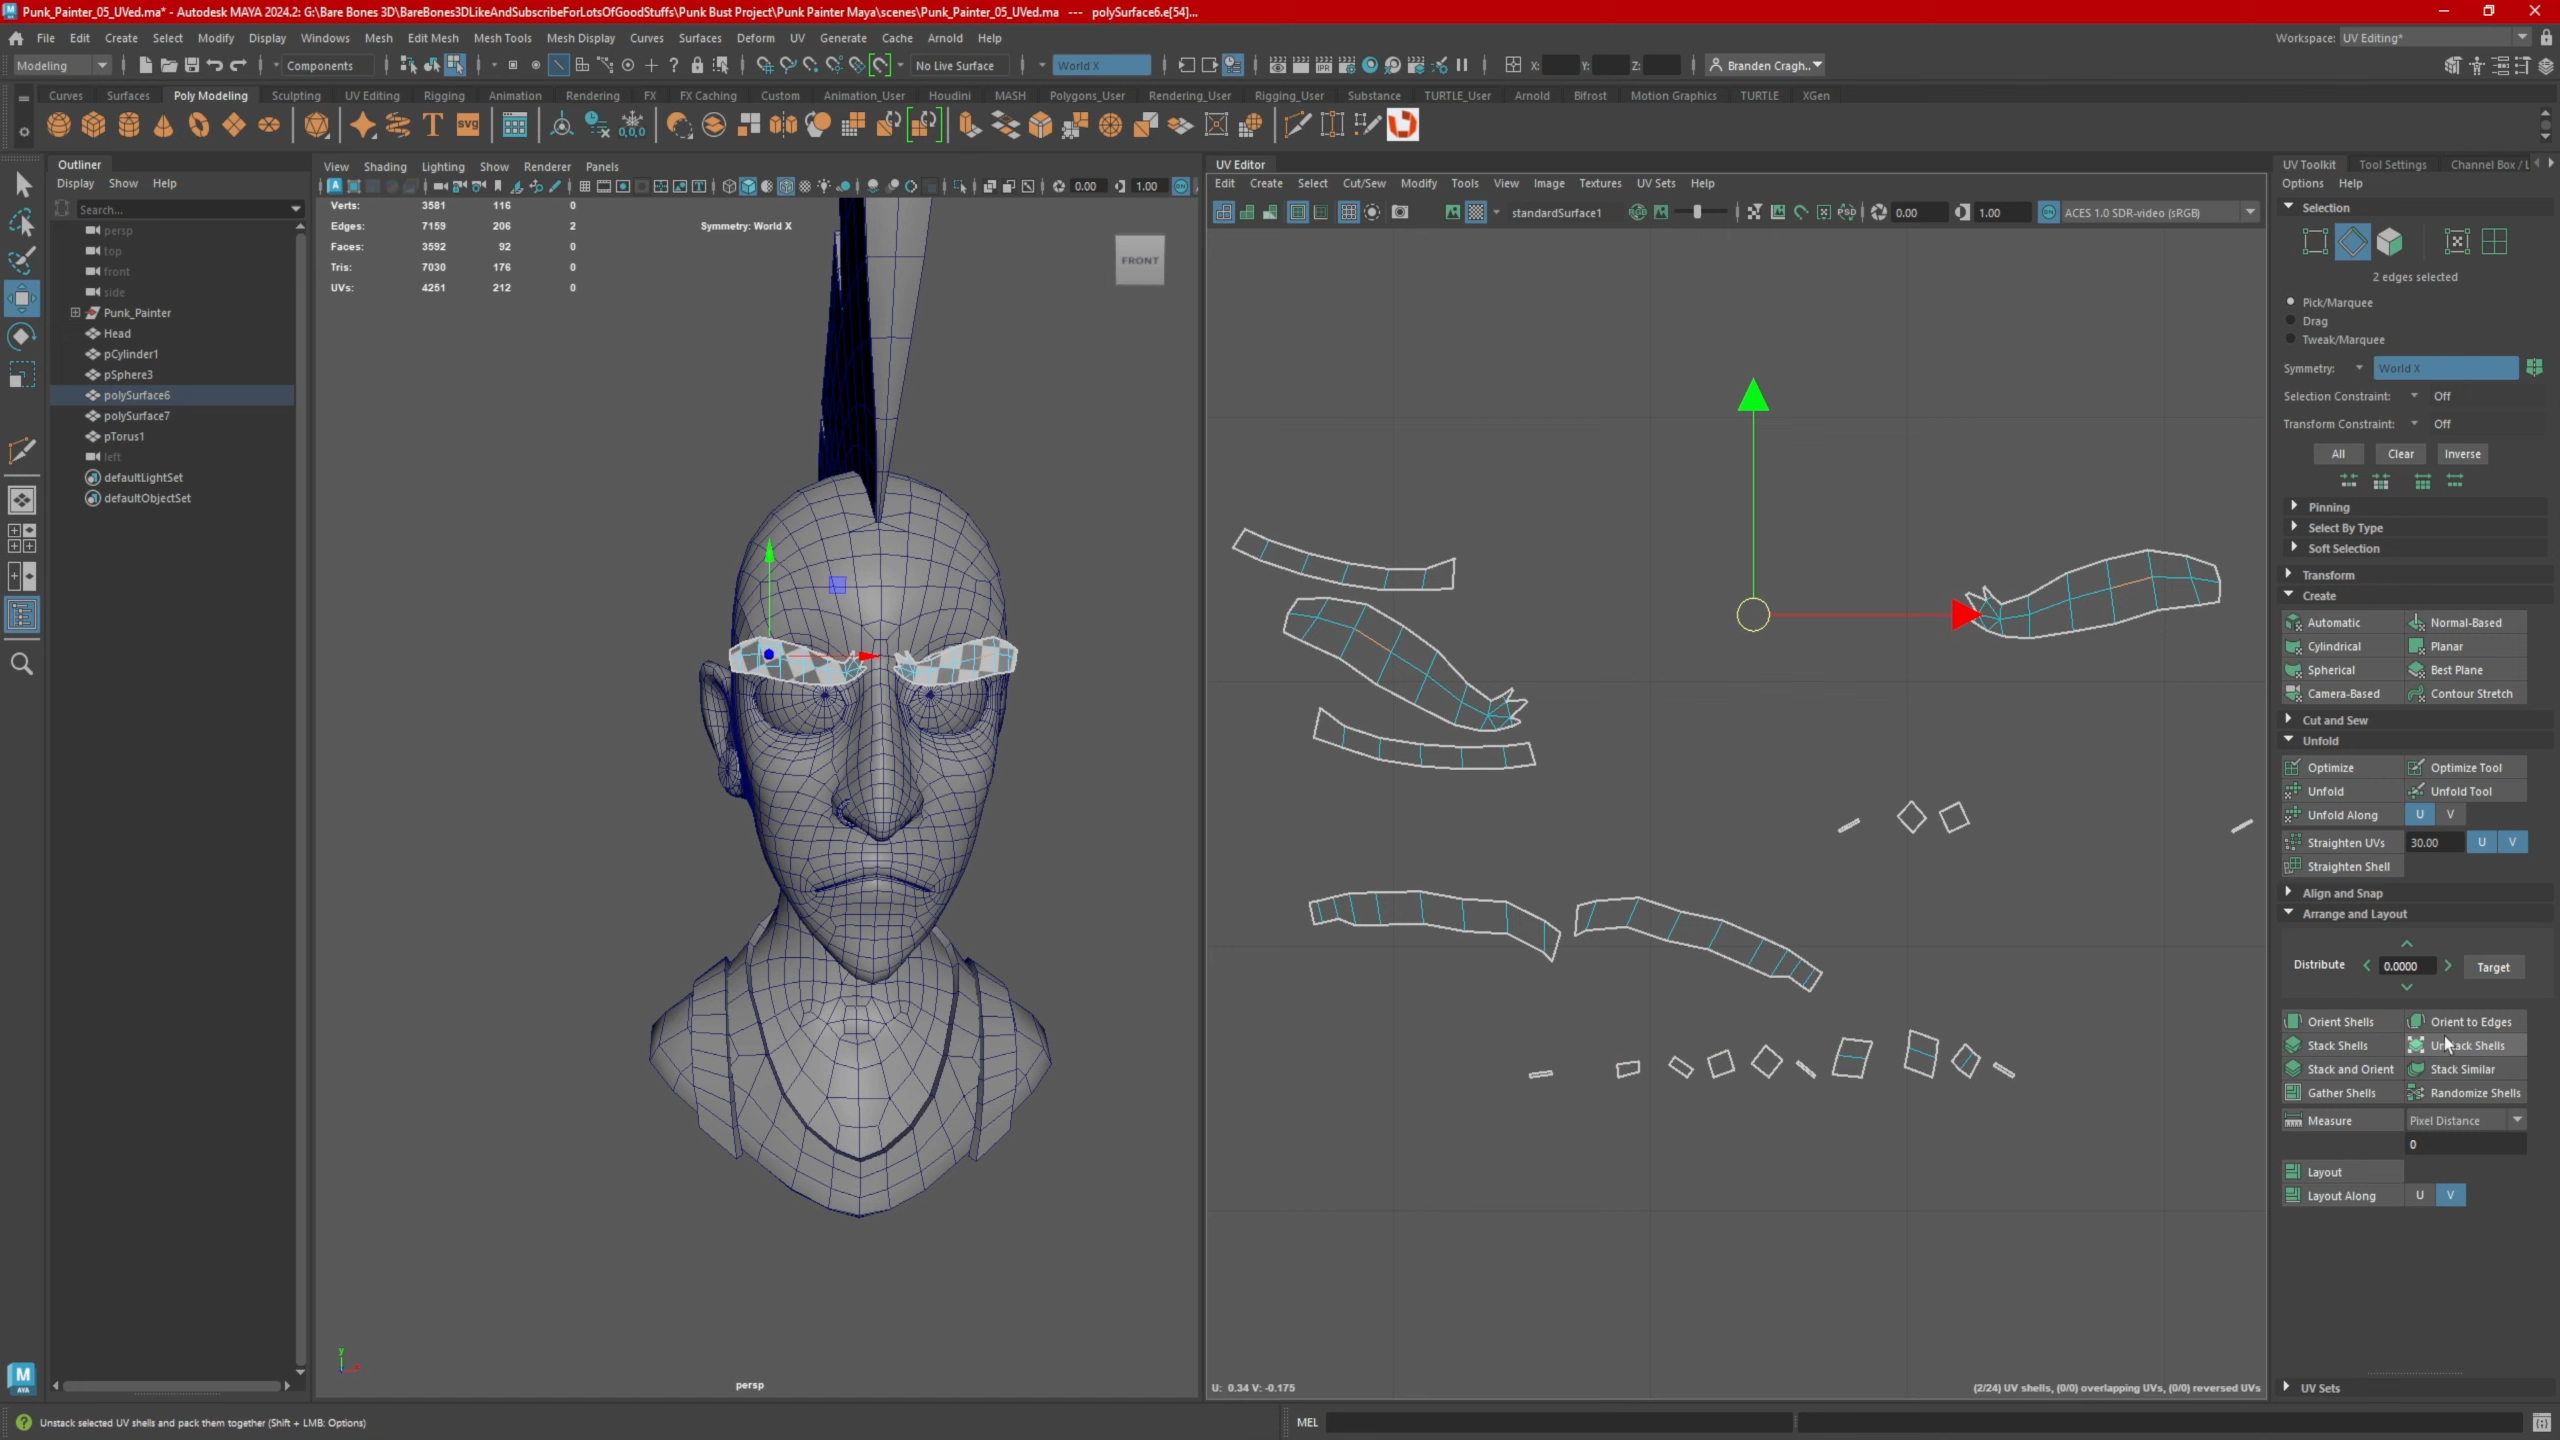 Punk_Painter_05_UVed.ma* - Autodesk MAYA 2024.2: G:\Bare Bones 3D\BareBones3DLikeAndSubscribeForLotsOfGoodStuffs\Punk Bust Project\Punk Painter Maya\scenes\Punk_Painter_05_UVed.ma --- polySurface6.e[54]...
File Edit Create Select Modify Display Windows Mesh Edit Mesh Mesh Tools Mesh Display Curves Surfaces Deform UV Generate Cache Arnold Help
Workspace: UV Editing*
Modeling Components No Live Surface World X X: Y: Z: Branden Cragh..
Curves Surfaces Poly Modeling Sculpting UV Editing Rigging Animation Rendering FX FX Caching Custom Animation_User Houdini MASH Polygons_User Rendering_User Rigging_User Substance TURTLE_User Arnold Bifrost Motion Graphics TURTLE XGen
SVG
0,0,0
Outliner
Display Show Help
Search...
persp
top
front
side
Punk_Painter
Head
pCylinder1
pSphere3
polySurface6
polySurface7
pTorus1
left
defaultLightSet
defaultObjectSet
View Shading Lighting Show Renderer Panels
0.00 1.00
Verts: 3581 116 0
Edges: 7159 206 2
Faces: 3592 92 0
Tris: 7030 176 0
UVs: 4251 212 0
Symmetry: World X
FRONT
y
x
persp
UV Editor
Edit Create Select Cut/Sew Modify Tools View Image Textures UV Sets Help
standardSurface1 0.00 1.00 ACES 1.0 SDR-video (sRGB)
U: 0.34 V: -0.175
(2/24) UV shells, (0/0) overlapping UVs, (0/0) reversed UVs
UV Toolkit Tool Settings Channel Box / L
Options Help
Selection
2 edges selected
Pick/Marquee
Drag
Tweak/Marquee
Symmetry: World X
Selection Constraint: Off
Transform Constraint: Off
All Clear Inverse
Pinning
Select By Type
Soft Selection
Transform
Create
Automatic Normal-Based
Cylindrical Planar
Spherical Best Plane
Camera-Based Contour Stretch
Cut and Sew
Unfold
Optimize Optimize Tool
Unfold Unfold Tool
Unfold Along U V
Straighten UVs 30.00 U V
Straighten Shell
Align and Snap
Arrange and Layout
Distribute 0.0000 Target
Orient Shells Orient to Edges
Stack Shells Unstack Shells
Stack and Orient Stack Similar
Gather Shells Randomize Shells
Measure Pixel Distance
0
Layout
Layout Along U V
UV Sets
M
AYA
Unstack selected UV shells and pack them together (Shift + LMB: Options)
MEL